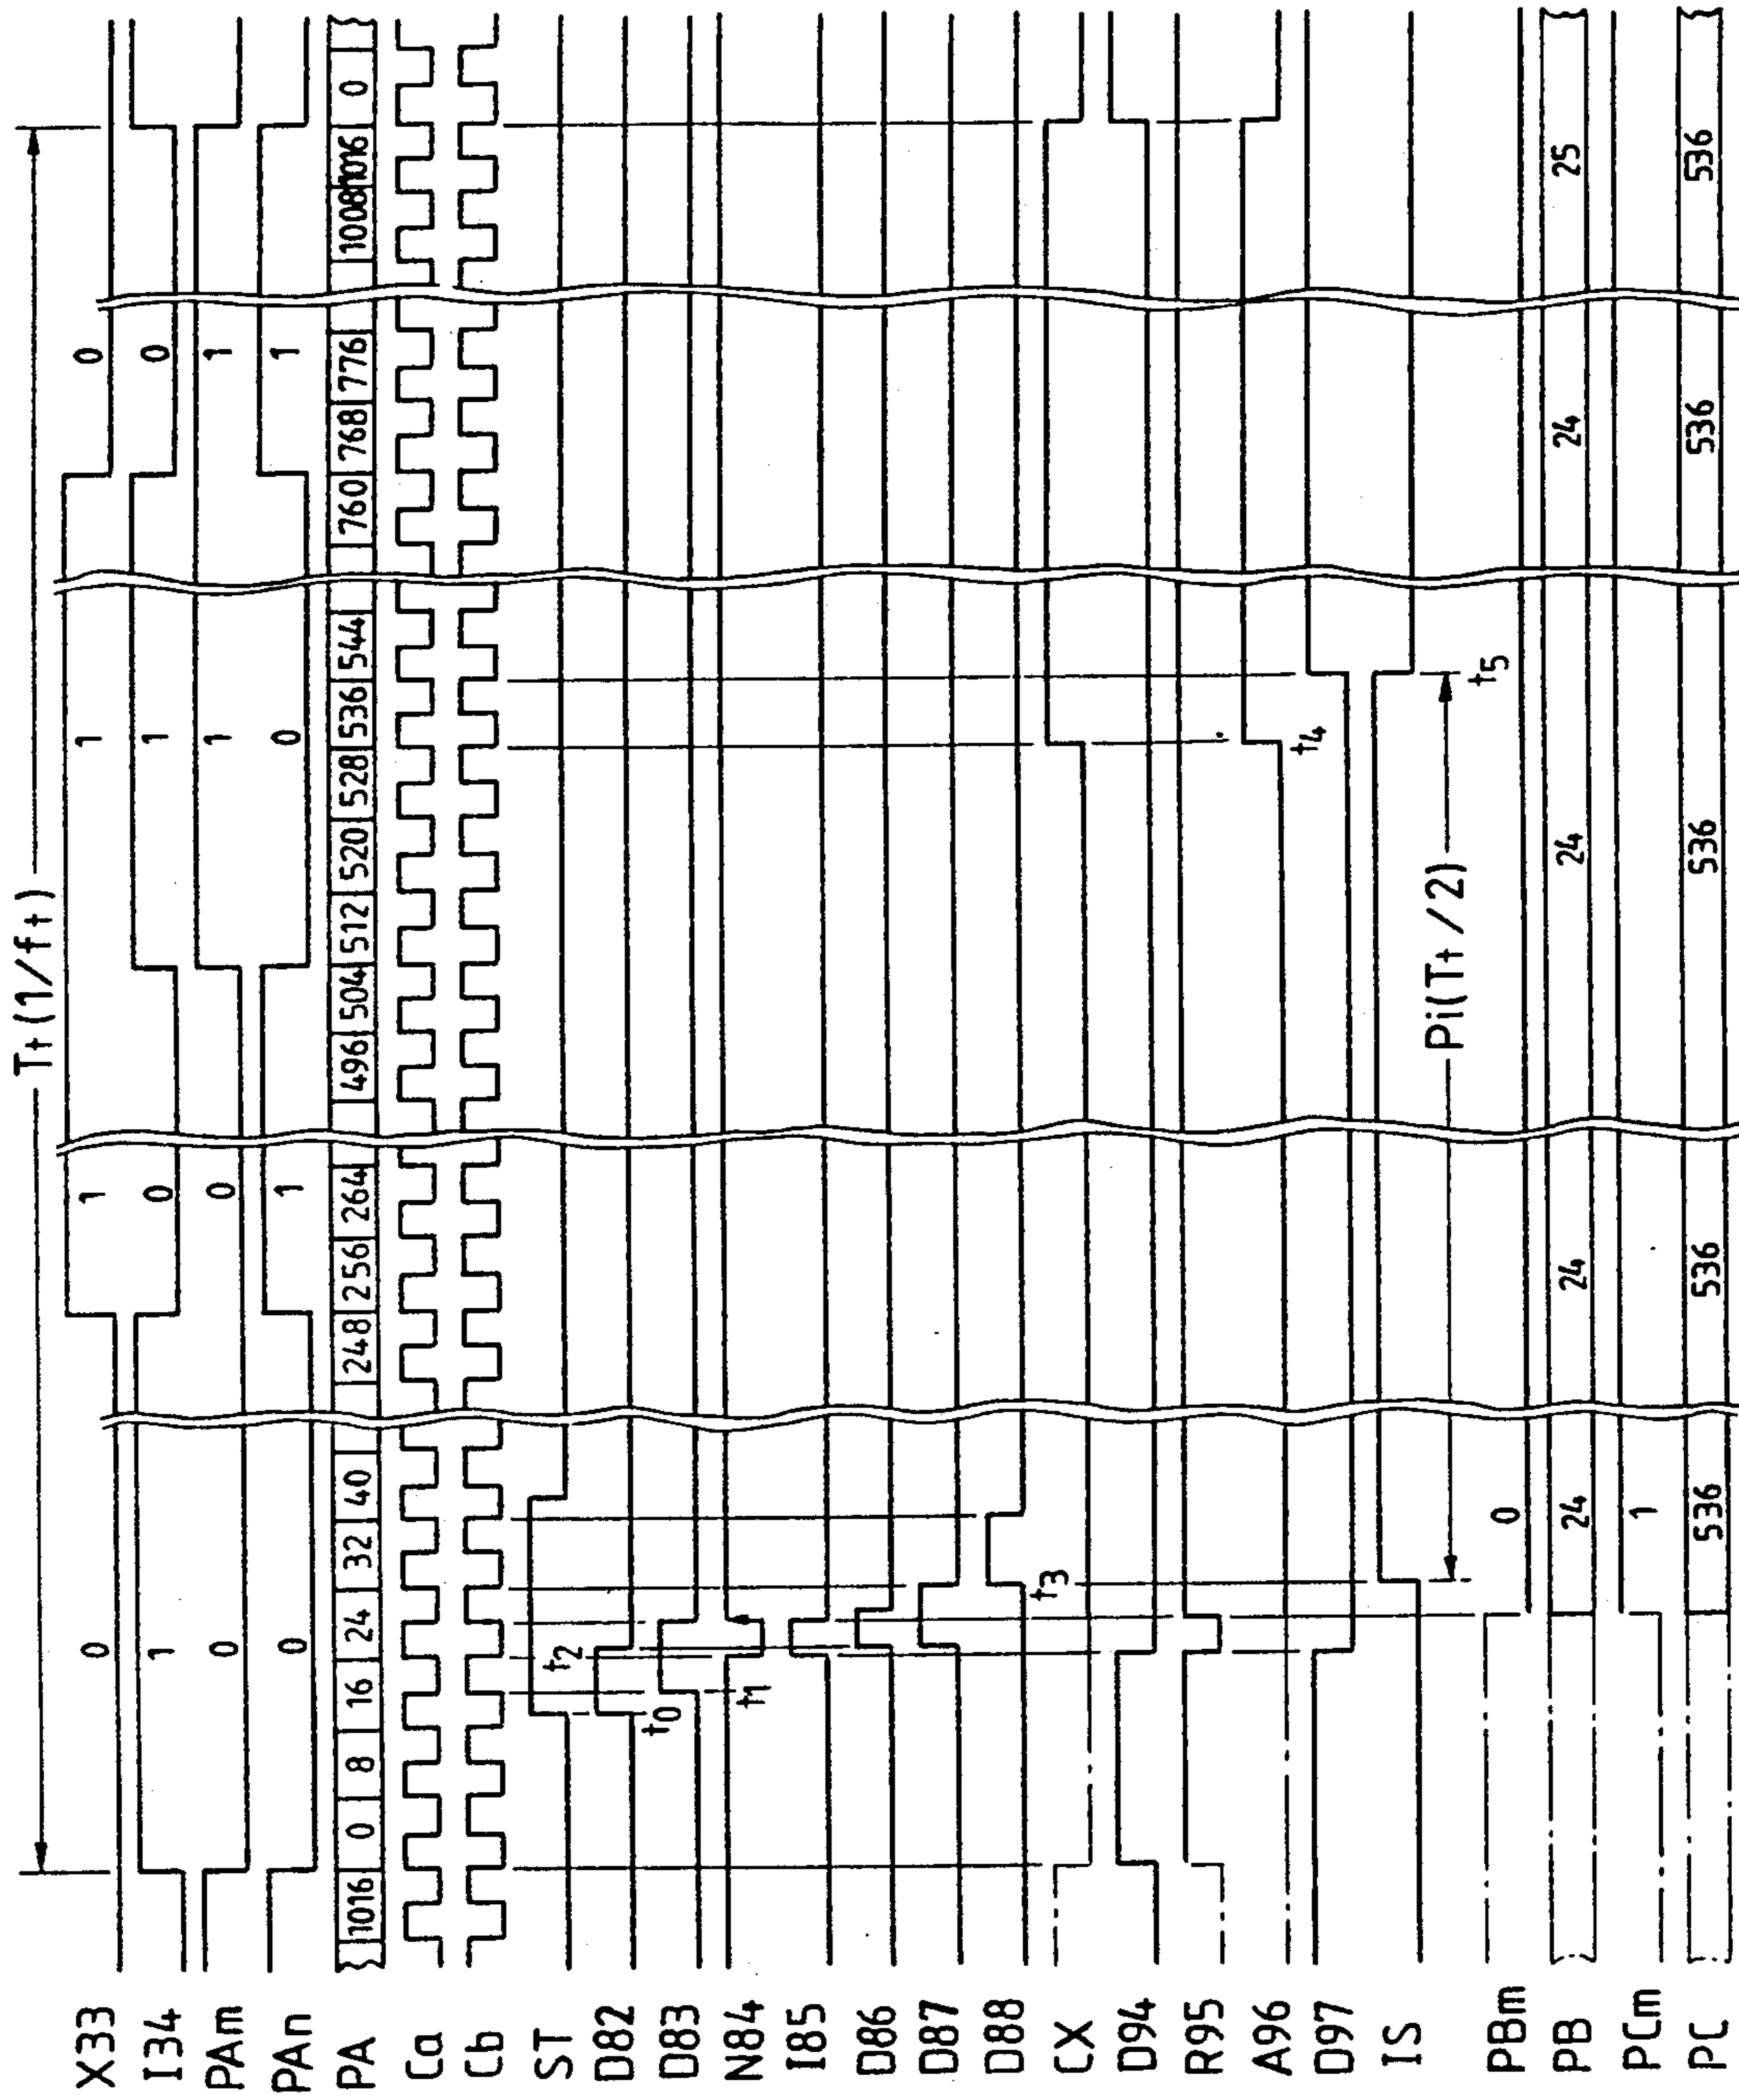 Tt(1/ft)
X33 0 1 1 0
I34 1 0 1 0
PAm 0 0 1 1
PAn 0 1 0 1
PA 1016 0 8 16 24 32 40 248 256 264 496 504 512 520 528 536 544 760 768 776 1008 1016 0
Ca
Cb
ST
t2
D82
t0
D83
t1
N84
I85
D86
D87
D88
t3
CX
D94
R95
A96
t4
D97
IS
Pi(Tt/2)
t5
PBm 0
PB 24 24 24 24 25
PCm 1
PC 536 536 536 536 536